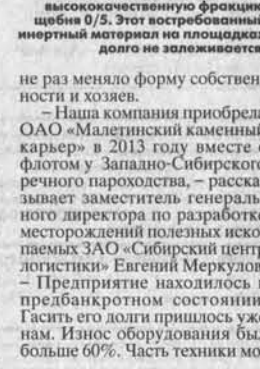 высококачественную фракцию
щебня 0/5. Этот востребованный
инертный материал на площадках
долго не залеживается
не раз меняло форму собствен-
ности и хозяев.
– Наша компания приобрела
ОАО «Малетинский каменный
карьер» в 2013 году вместе с
флотом у Западно-Сибирского
речного пароходства, – расска-
зывает заместитель генераль-
ного директора по разработке
месторождений полезных иско-
паемых ЗАО «Сибирский центр
логистики» Евгений Меркулов.
– Предприятие находилось в
предбанкротном состоянии.
Гасить его долги пришлось уже
нам. Износ оборудования был
больше 60%. Часть техники мо-